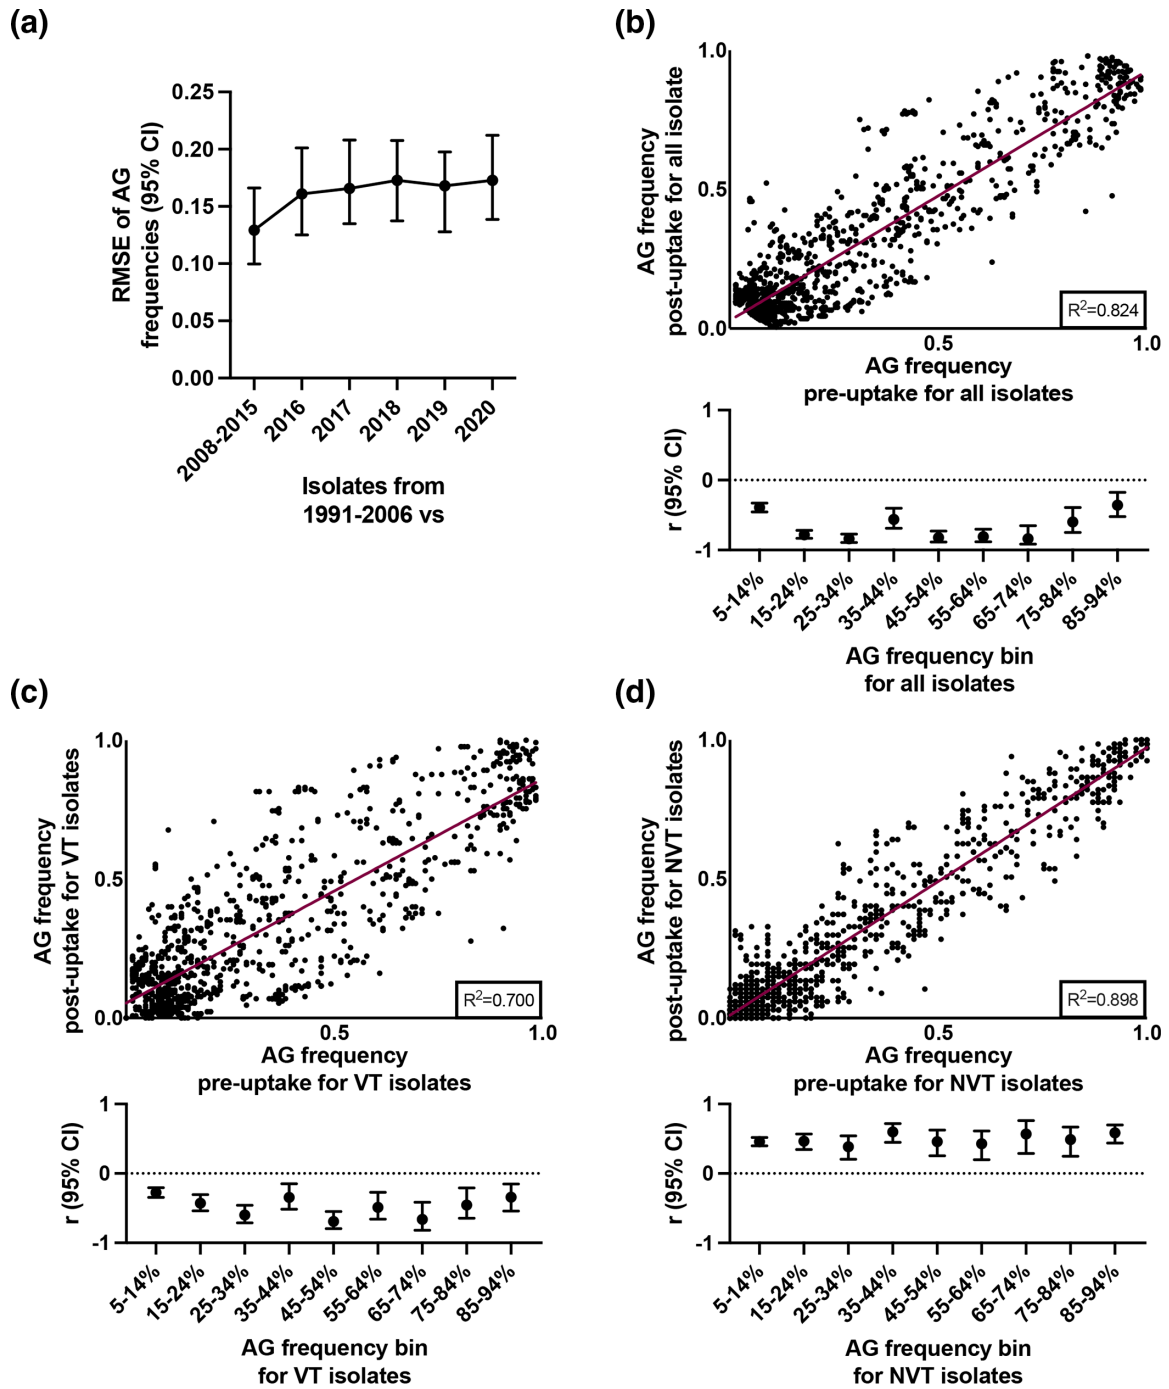 (a)
0.25
0.20
0.15
0.10
0.05
0.00
RMSE of AG
frequencies (95% CI)
2008-2015
2016
2017
2018
2019
2020
Isolates from
1991-2006 vs
(b)
1.0
0.5
0.0
AG frequency
post-uptake for all isolate
R²=0.824
0.5
1.0
AG frequency
pre-uptake for all isolates
1
0
-1
r (95% CI)
5-14%
15-24%
25-34%
35-44%
45-54%
55-64%
65-74%
75-84%
85-94%
AG frequency bin
for all isolates
(c)
1.0
0.5
0.0
AG frequency
post-uptake for VT isolates
R²=0.700
0.5
1.0
AG frequency
pre-uptake for VT isolates
1
0
-1
r (95% CI)
5-14%
15-24%
25-34%
35-44%
45-54%
55-64%
65-74%
75-84%
85-94%
AG frequency bin
for VT isolates
(d)
1.0
0.5
0.0
AG frequency
post-uptake for NVT isolates
R²=0.898
0.5
1.0
AG frequency
pre-uptake for NVT isolates
1
0
-1
r (95% CI)
5-14%
15-24%
25-34%
35-44%
45-54%
55-64%
65-74%
75-84%
85-94%
AG frequency bin
for NVT isolates